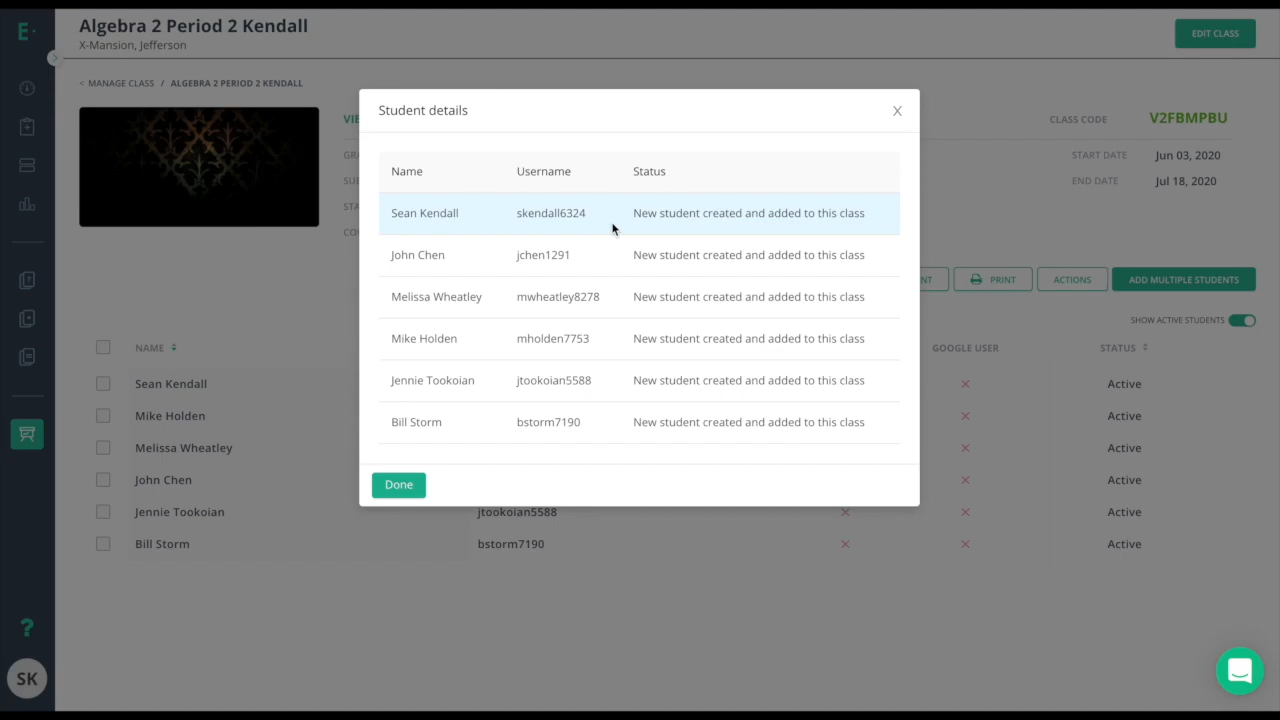 E·
Algebra 2 Period 2 Kendall
X-Mansion, Jefferson
EDIT CLASS
< MANAGE CLASS / ALGEBRA 2 PERIOD 2 KENDALL
CLASS CODE V2FBMPBU
START DATE Jun 03, 2020
END DATE Jul 18, 2020
Student details X
Name Username Status
Sean Kendall skendall6324 New student created and added to this class
John Chen jchen1291 New student created and added to this class
Melissa Wheatley mwheatley8278 New student created and added to this class
Mike Holden mholden7753 New student created and added to this class
Jennie Tookoian jtookoian5588 New student created and added to this class
Bill Storm bstorm7190 New student created and added to this class
Done
PRINT ACTIONS ADD MULTIPLE STUDENTS
SHOW ACTIVE STUDENTS
NAME GOOGLE USER STATUS
Sean Kendall Active
Mike Holden Active
Melissa Wheatley Active
John Chen Active
Jennie Tookoian jtookoian5588 Active
Bill Storm bstorm7190 Active
?
SK